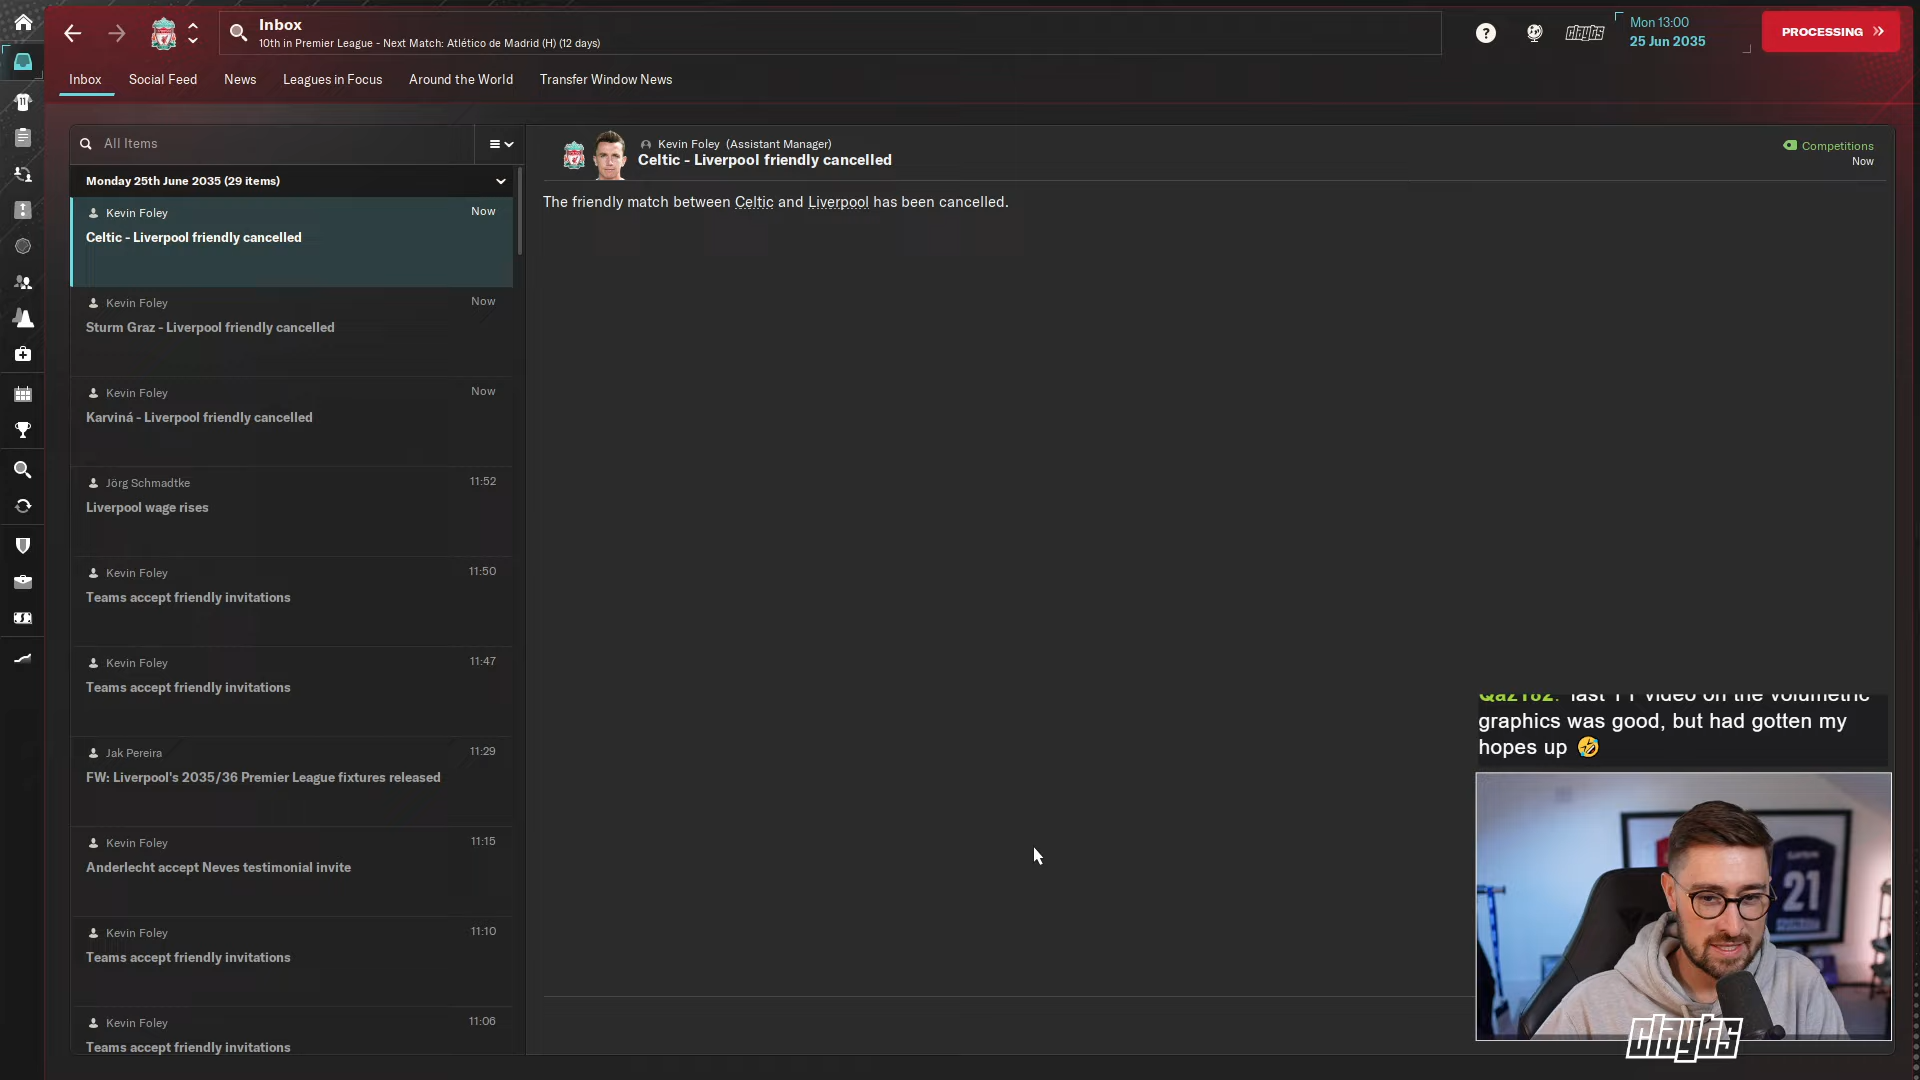 Inbox
10th in Premier League - Next Match: Atlético de Madrid (H) (12 days)
clayts
Mon 13:00
25 Jun 2035
PROCESSING
Inbox
Social Feed
News
Leagues in Focus
Around the World
Transfer Window News
All Items
Monday 25th June 2035 (29 items)
Kevin Foley
Now
Celtic - Liverpool friendly cancelled
Kevin Foley
Now
Sturm Graz - Liverpool friendly cancelled
Kevin Foley
Now
Karviná - Liverpool friendly cancelled
Jörg Schmadtke
11:52
Liverpool wage rises
Kevin Foley
11:50
Teams accept friendly invitations
Kevin Foley
11:47
Teams accept friendly invitations
Jak Pereira
11:29
FW: Liverpool's 2035/36 Premier League fixtures released
Kevin Foley
11:15
Anderlecht accept Neves testimonial invite
Kevin Foley
11:10
Teams accept friendly invitations
Kevin Foley
11:06
Teams accept friendly invitations
Kevin Foley (Assistant Manager)
Celtic - Liverpool friendly cancelled
Competitions
Now
The friendly match between Celtic and Liverpool has been cancelled.
last YT video on the volumetric
graphics was good, but had gotten my
hopes up 🤣
21
clayts